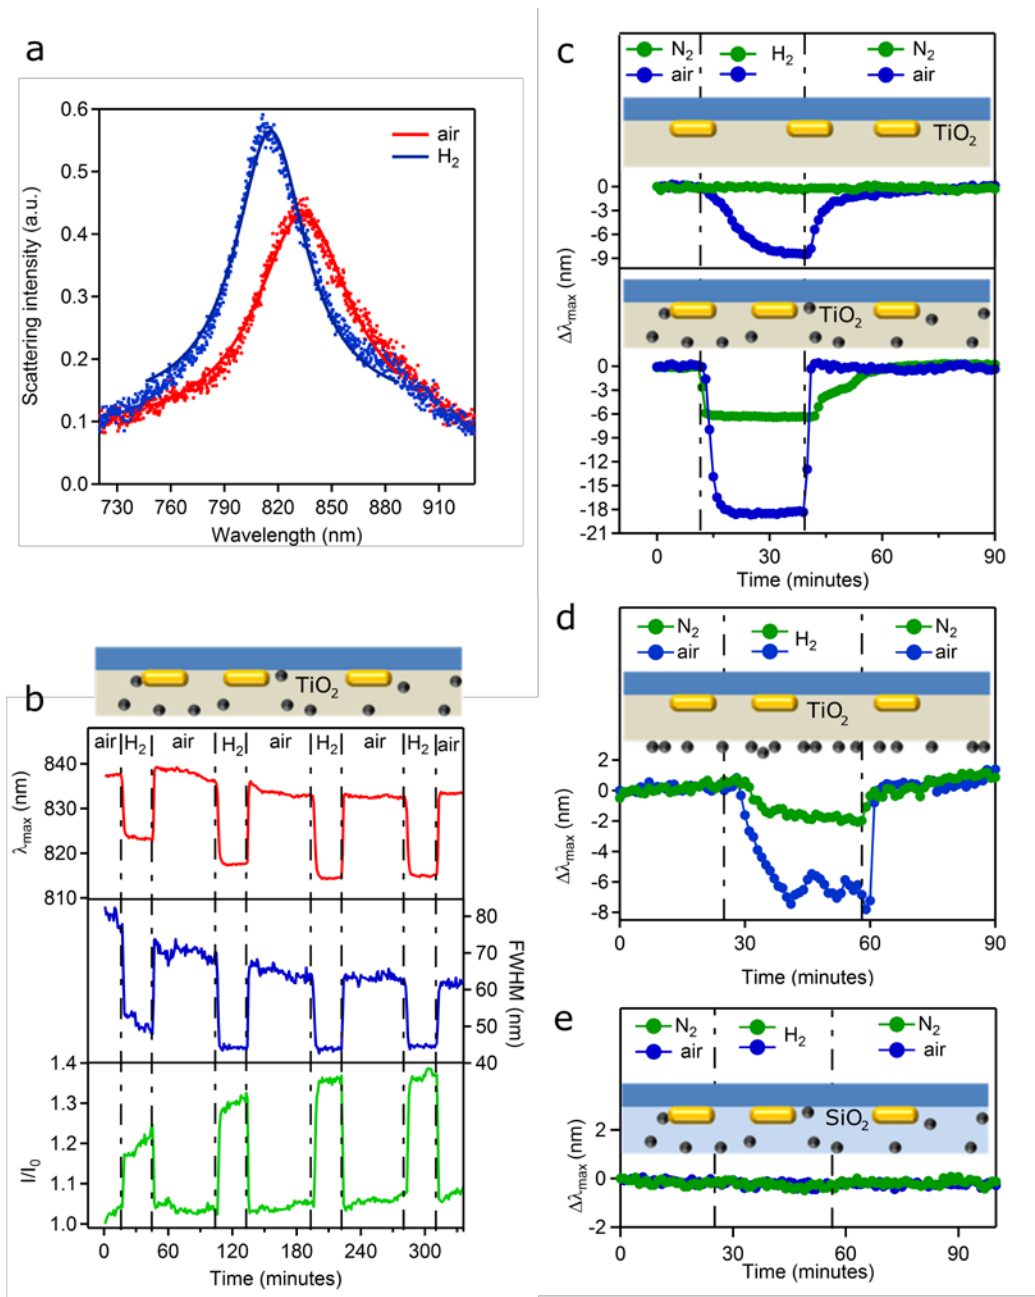 a
0.6
0.5
0.4
0.3
0.2
0.1
0.0
Scattering intensity (a.u.)
air
H2
730 760 790 820 850 880 910
Wavelength (nm)
b
TiO2
air H2 air H2 air H2 air H2 air
840
830
820
810
λmax (nm)
80
70
60
50
40
FWHM (nm)
1.4
1.3
1.2
1.1
1.0
I/I0
0 60 120 180 240 300
Time (minutes)
c
N2 H2 N2
air air
TiO2
0
-3
-6
-9
Δλmax (nm)
TiO2
0
-3
-6
-9
-12
-15
-18
-21
0 30 60 90
Time (minutes)
d
N2 H2 N2
air air
TiO2
2
0
-2
-4
-6
-8
Δλmax (nm)
0 30 60 90
Time (minutes)
e
N2 H2 N2
air air
SiO2
2
0
-2
Δλmax (nm)
0 30 60 90
Time (minutes)